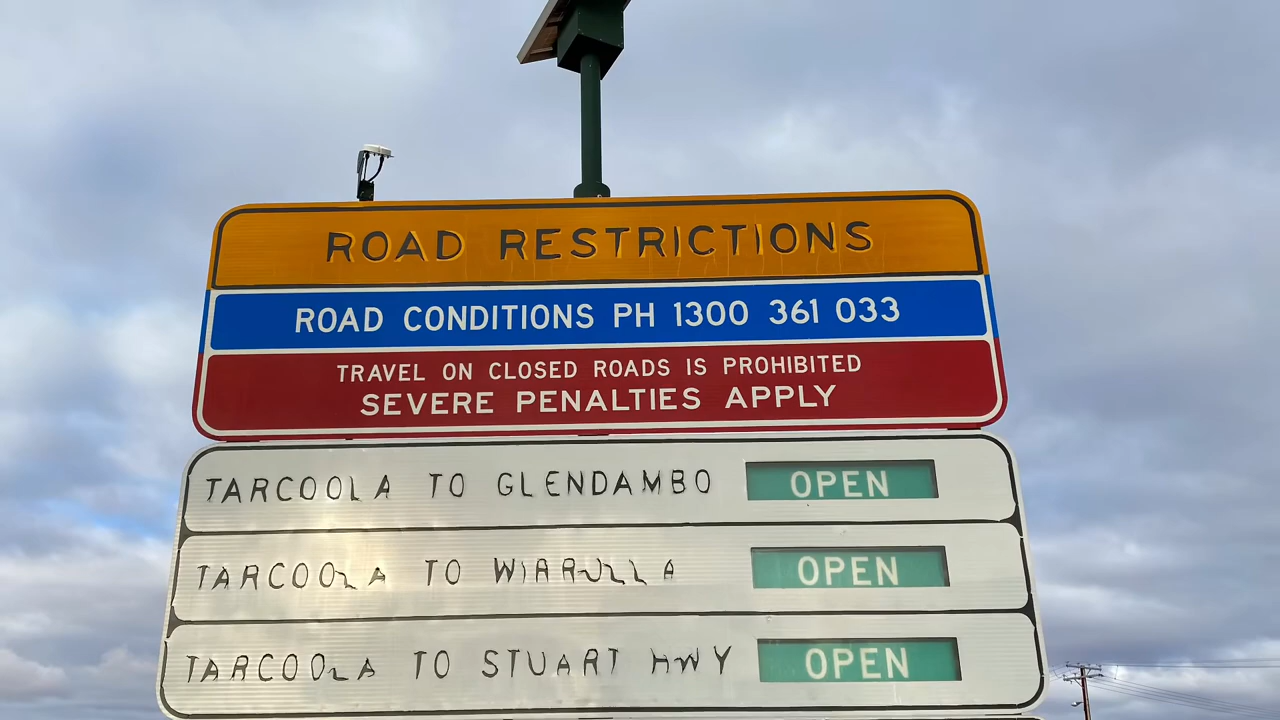 ROAD RESTRICTIONS
ROAD CONDITIONS PH 1300 361 033
TRAVEL ON CLOSED ROADS IS PROHIBITED
SEVERE PENALTIES APPLY
TARCOOLA TO GLENDAMBO OPEN
TARCOOLA TO WIRRULLA OPEN
TARCOOLA TO STUART HWY OPEN